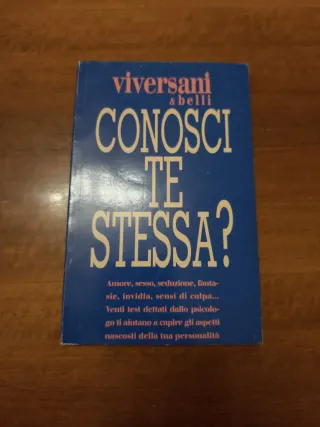 viversani
& belli
CONOSCI
TE
STESSA?
Amore, sesso, seduzione, fanta-
sie, invidia, sensi di colpa...
Venti test dettati dallo psicolo-
go ti aiutano a capire gli aspetti
nascosti della tua personalità